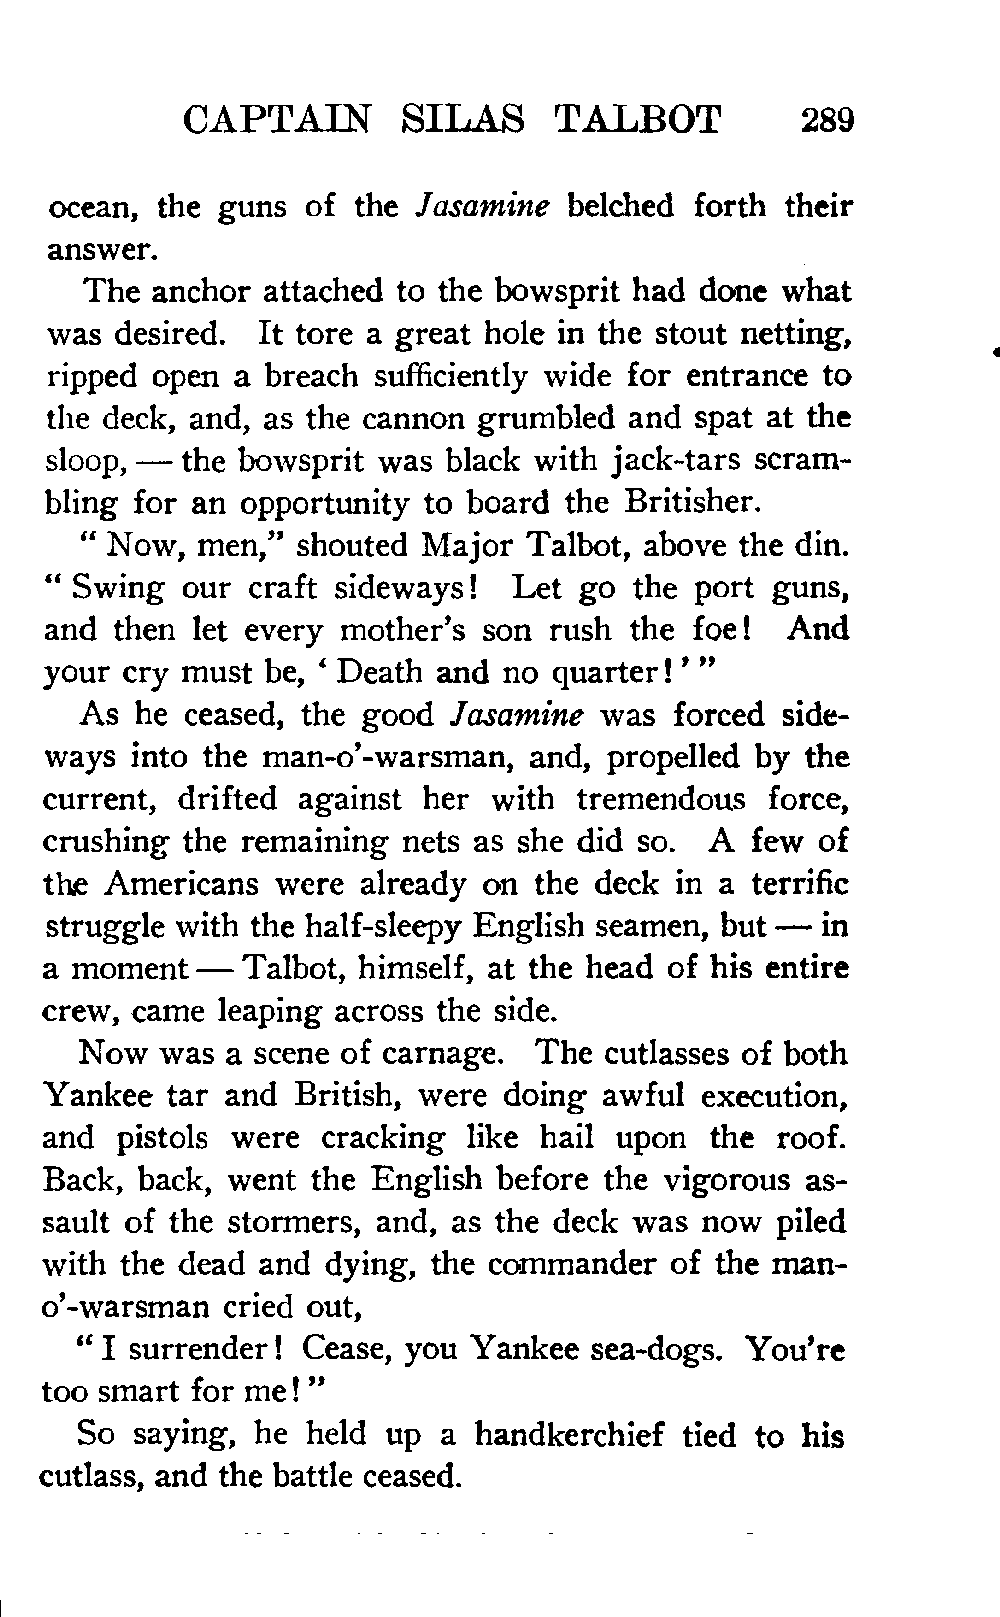 CAPTAIN SILAS TALBOT 289
ocean, the guns of the Jasamine belched forth their
answer.
The anchor attached to the bowsprit had done what
was desired. It tore a great hole in the stout netting,
ripped open a breach sufficiently wide for entrance to
the deck, and, as the cannon grumbled and spat at the
sloop, — the bowsprit was black with jack-tars scram-
bling for an opportunity to board the Britisher.
“ Now, men,” shouted Major Talbot, above the din.
“ Swing our craft sideways! Let go the port guns,
and then let every mother’s son rush the foe! And
your cry must be, ‘ Death and no quarter! ’ ”
As he ceased, the good Jasamine was forced side-
ways into the man-o’-warsman, and, propelled by the
current, drifted against her with tremendous force,
crushing the remaining nets as she did so. A few of
the Americans were already on the deck in a terrific
struggle with the half-sleepy English seamen, but — in
a moment — Talbot, himself, at the head of his entire
crew, came leaping across the side.
Now was a scene of carnage. The cutlasses of both
Yankee tar and British, were doing awful execution,
and pistols were cracking like hail upon the roof.
Back, back, went the English before the vigorous as-
sault of the stormers, and, as the deck was now piled
with the dead and dying, the commander of the man-
o’-warsman cried out,
“ I surrender! Cease, you Yankee sea-dogs. You’re
too smart for me! ”
So saying, he held up a handkerchief tied to his
cutlass, and the battle ceased.